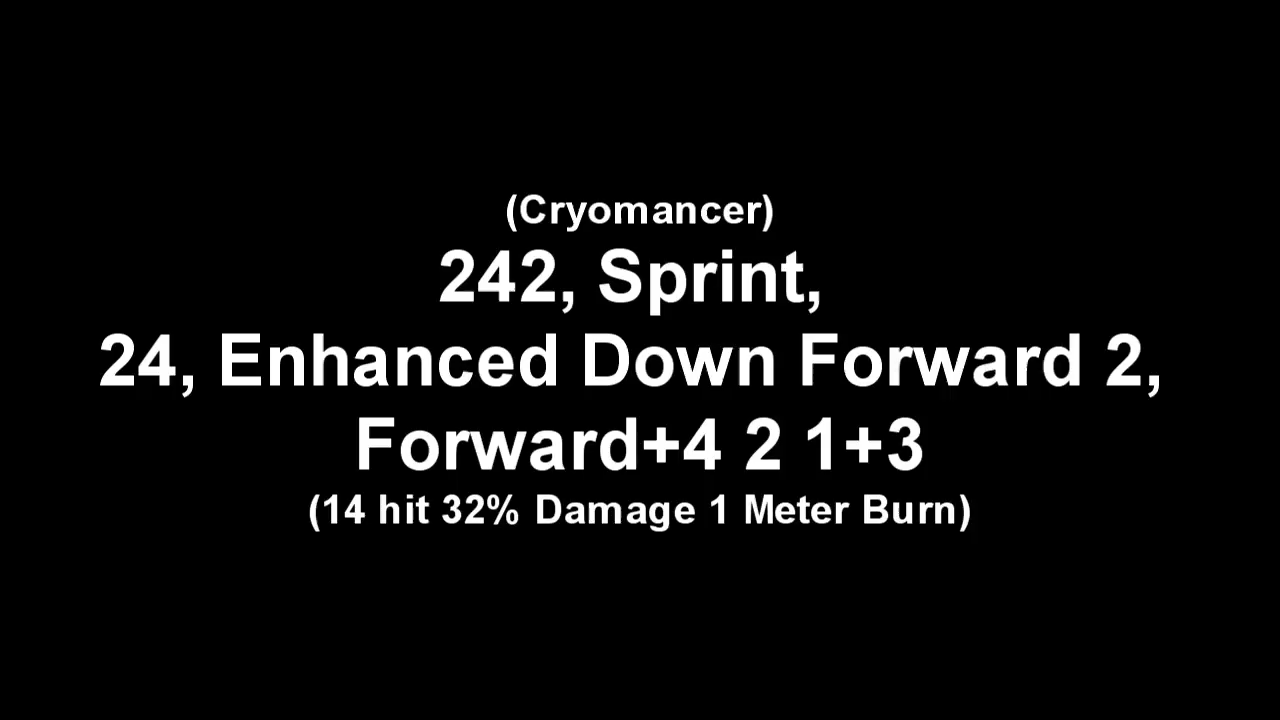 (Cryomancer)
242, Sprint,
24, Enhanced Down Forward 2,
Forward+4 2 1+3
(14 hit 32% Damage 1 Meter Burn)